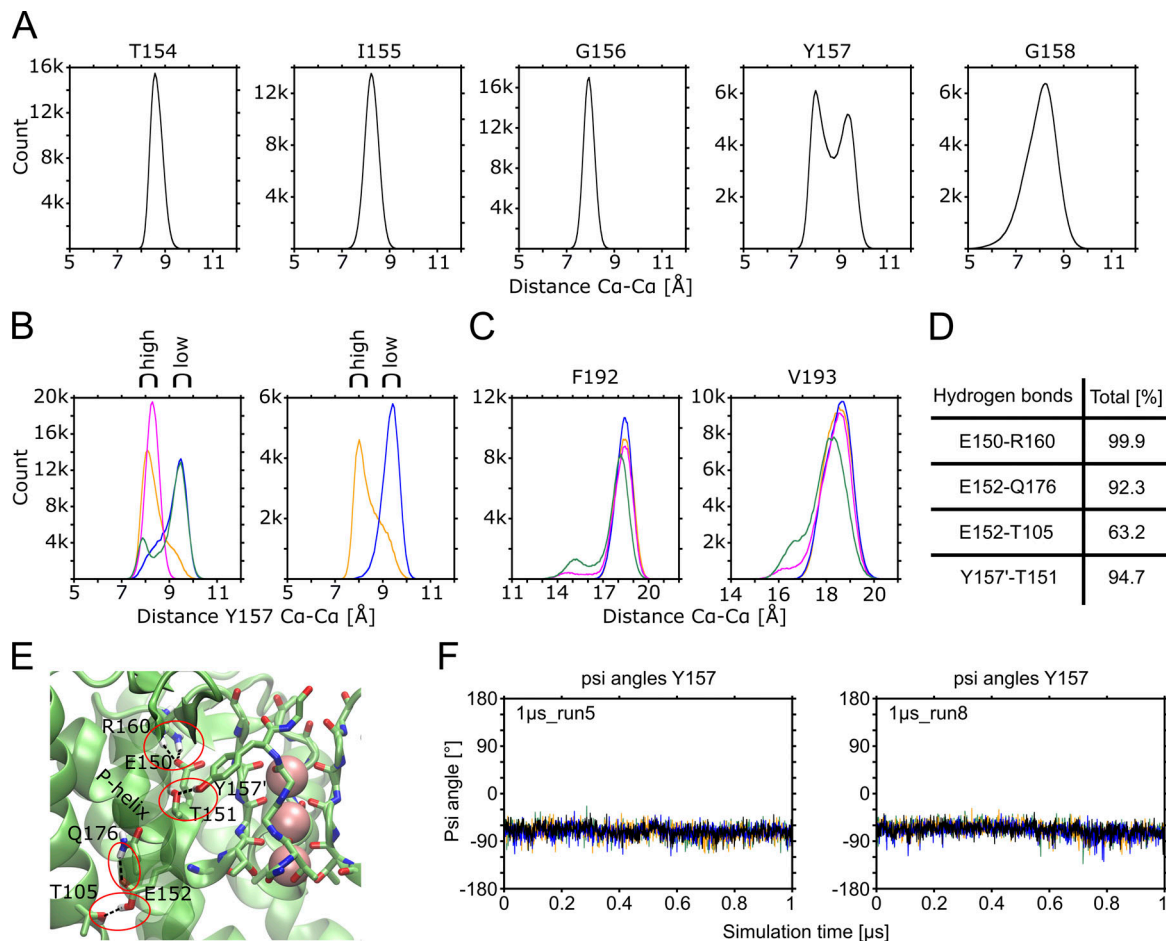 A
T154
I155
G156
Y157
G158
16k
12k
8k
4k
12k
8k
4k
16k
12k
8k
4k
6k
4k
2k
6k
4k
2k
Count
5 7 9 11
5 7 9 11
5 7 9 11
5 7 9 11
5 7 9 11
Distance Cα-Cα [Å]
B
high
low
high
low
20k
16k
12k
8k
4k
6k
4k
2k
Count
5 7 9 11
5 7 9 11
Distance Y157 Cα-Cα [Å]
C
F192
V193
12k
8k
4k
10k
8k
6k
4k
2k
11 13 15 17 20 22
14 16 18 20
Distance Cα-Cα [Å]
D
Hydrogen bonds Total [%]
E150-R160 99.9
E152-Q176 92.3
E152-T105 63.2
Y157'-T151 94.7
E
R160
E150
P-helix
Y157'
T151
Q176
T105
E152
F
psi angles Y157
psi angles Y157
1µs_run5
1µs_run8
180
90
0
-90
-180
180
90
0
-90
-180
Psi angle [°]
0 0.2 0.4 0.6 0.8 1
0 0.2 0.4 0.6 0.8 1
Simulation time [µs]